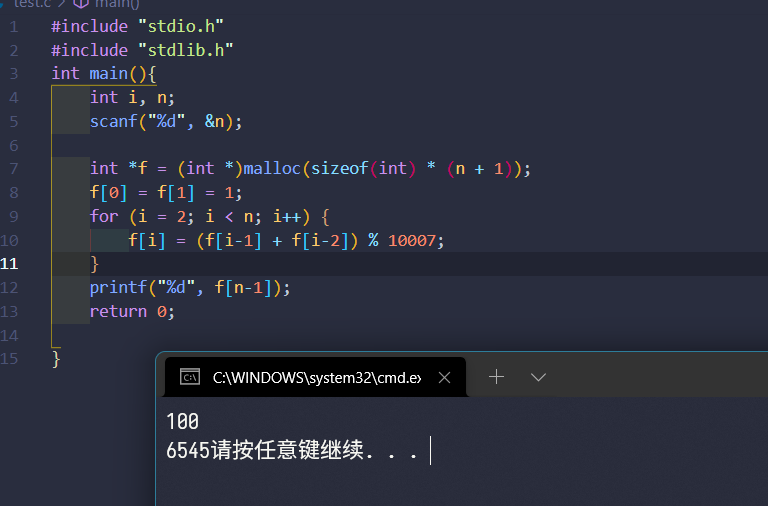 test.c > main()
1 #include "stdio.h"
2 #include "stdlib.h"
3 int main(){
4 int i, n;
5 scanf("%d", &n);
6
7 int *f = (int *)malloc(sizeof(int) * (n + 1));
8 f[0] = f[1] = 1;
9 for (i = 2; i < n; i++) {
10 f[i] = (f[i-1] + f[i-2]) % 10007;
11 }
12 printf("%d", f[n-1]);
13 return 0;
14
15 }
C:\WINDOWS\system32\cmd.ex
100
6545请按任意键继续. . .